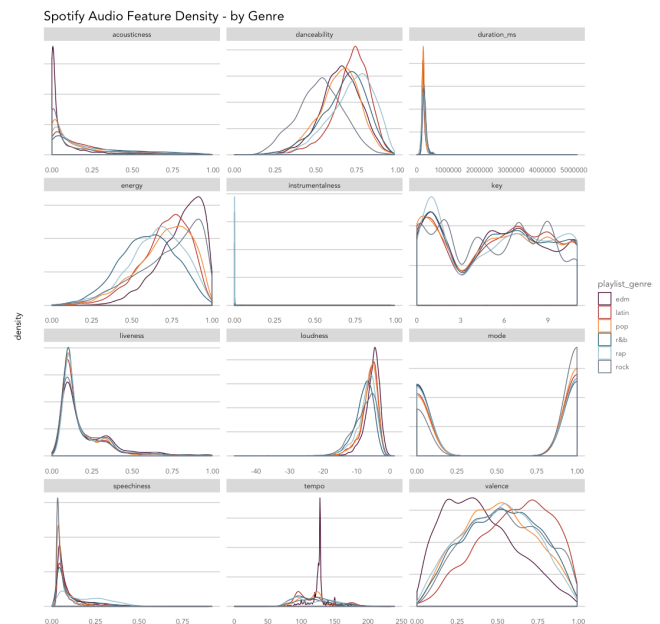 Spotify Audio Feature Density - by Genre
acousticness danceability duration_ms
0.00 0.25 0.50 0.75 1.00 0.00 0.25 0.50 0.75 1.00 0 1000000 2000000 3000000 4000000 5000000
energy instrumentalness key
0.00 0.25 0.50 0.75 1.00 0.00 0.25 0.50 0.75 1.00 0 3 6 9
liveness loudness mode
0.00 0.25 0.50 0.75 1.00 -40 -30 -20 -10 0 0.00 0.25 0.50 0.75 1.00
speechiness tempo valence
0.00 0.25 0.50 0.75 0 50 100 150 200 250 0.00 0.25 0.50 0.75 1.00
density
playlist_genre
edm
latin
pop
r&b
rap
rock